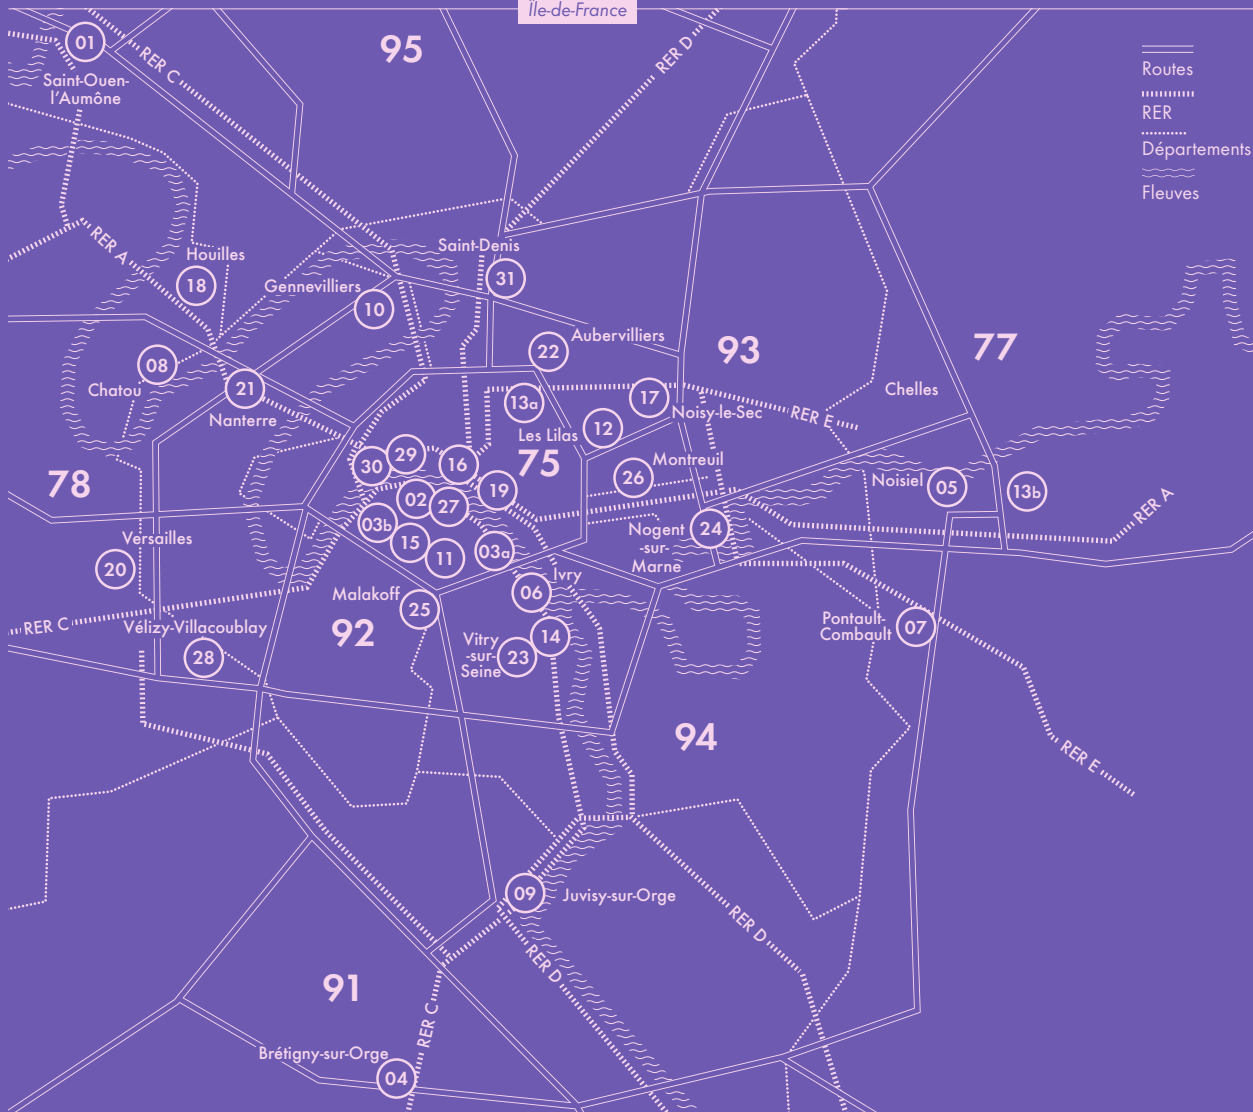 Île-de-France
01
Saint-Ouen-
l'Aumône
RER C
95
RER D
Routes
RER
Départements
Fleuves
RER A
Houilles
18
Gennevilliers
10
Saint-Denis
31
Aubervilliers
22
93
77
08
Chatou
21
Nanterre
13a
17
Noisy-le-Sec
RER E
Chelles
Les Lilas
12
78
30
29
16
75
Montreuil
26
19
02
27
03b
15
11
03a
Noisiel
05
13b
RER A
Nogent
-sur-
Marne
24
Versailles
20
Malakoff
25
Ivry
06
RER C
Vélizy-Villacoublay
28
92
Vitry
-sur-
Seine
23
14
Pontault-
Combault
07
94
RER E
09
Juvisy-sur-Orge
RER D
RER D
91
RER C
Brétigny-sur-Orge
04